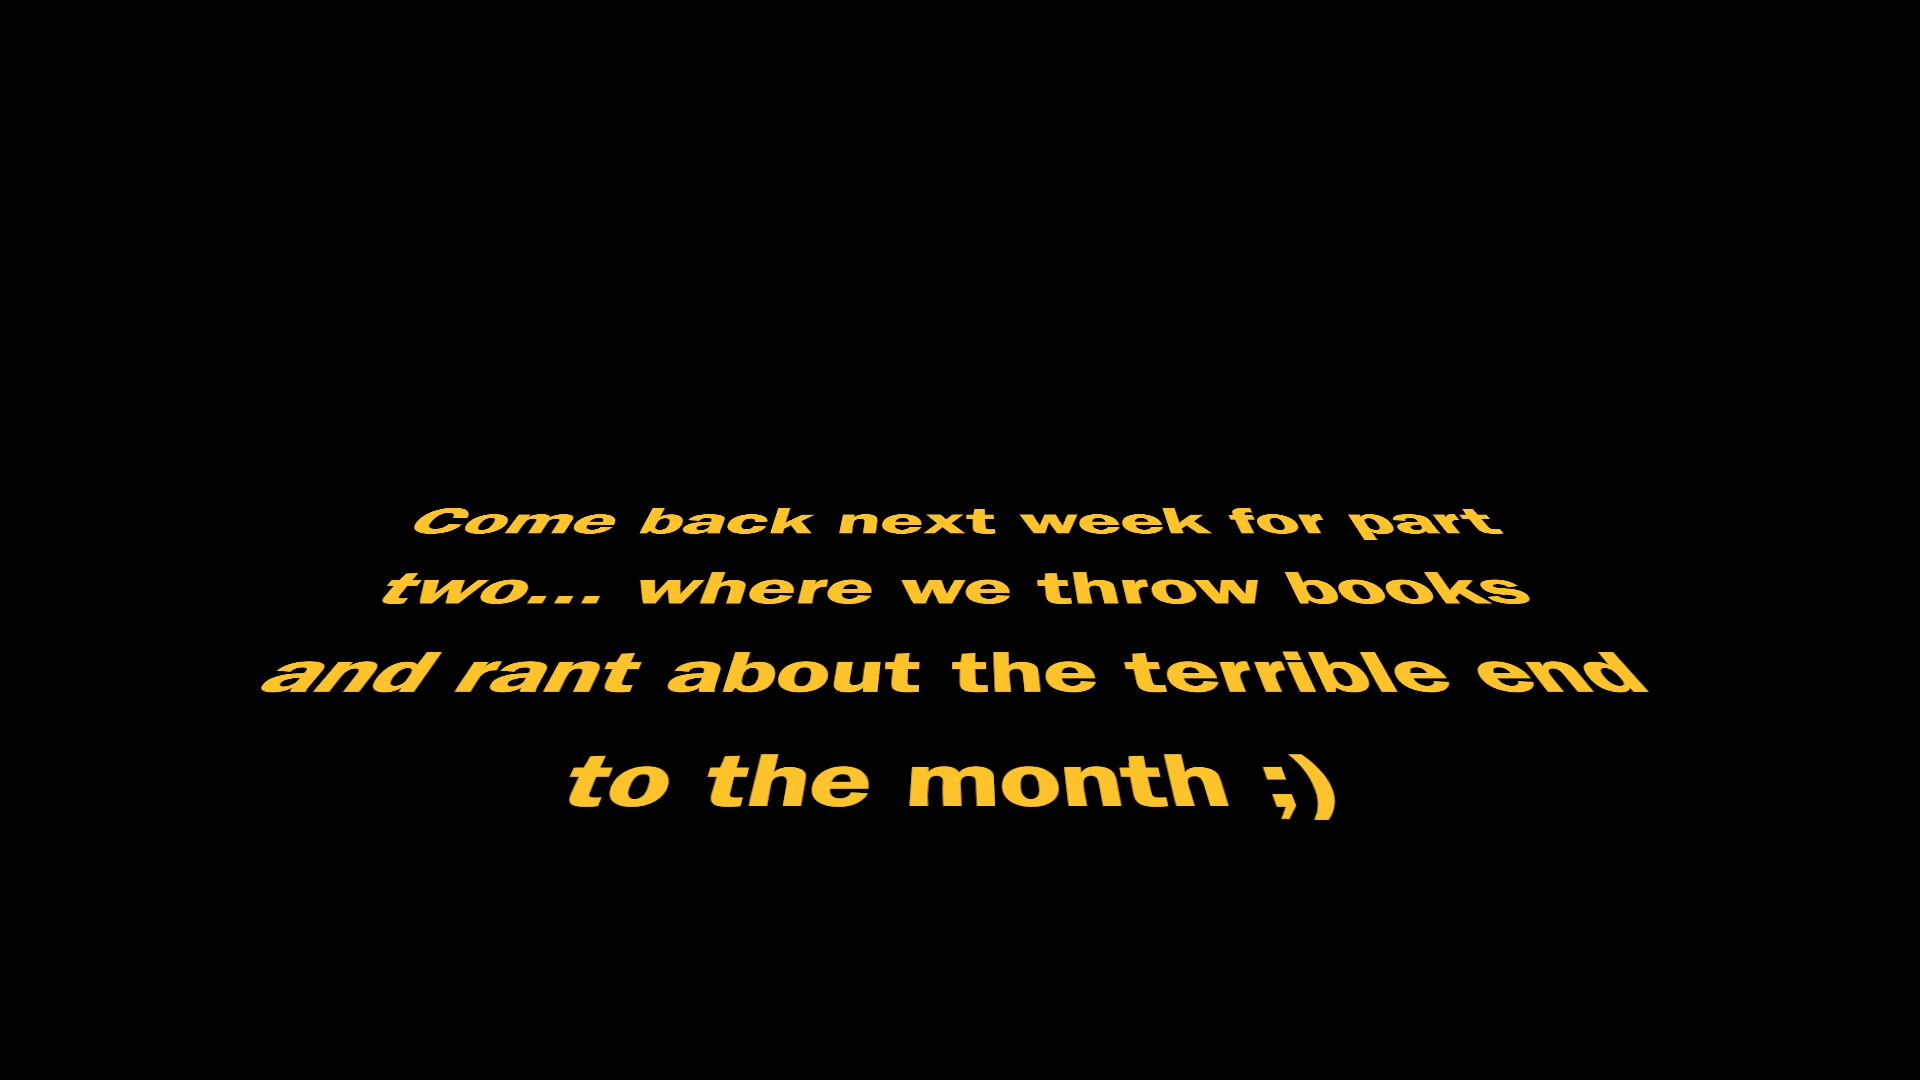 Come back next week for part
two... where we throw books
and rant about the terrible end
to the month ;)